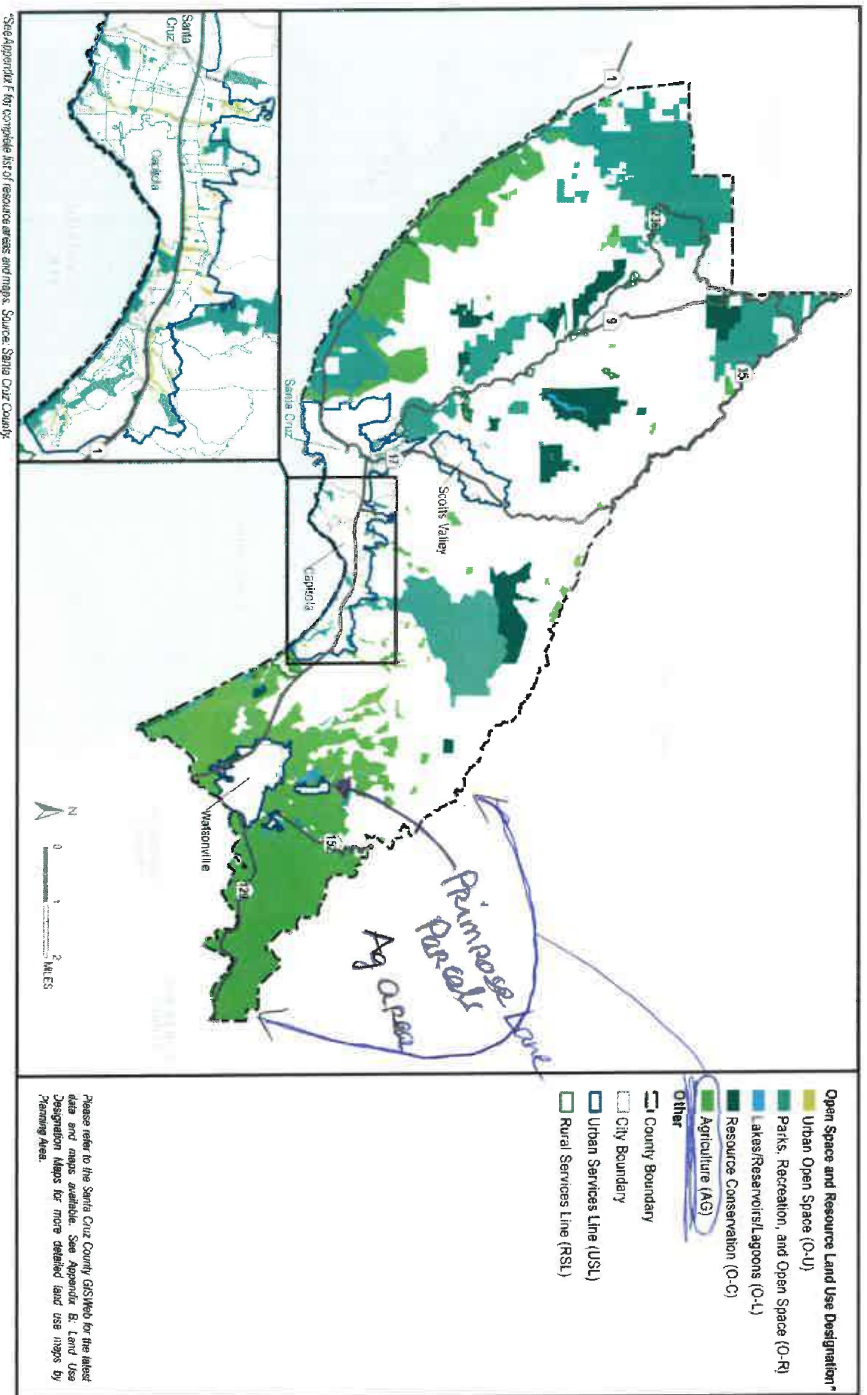 Open Space and Resource Land Use Designation*
Urban Open Space (O-U)
Parks, Recreation, and Open Space (O-R)
Lakes/Reservoirs/Lagoons (O-L)
Resource Conservation (O-C)
Agriculture (AG)
Other
County Boundary
City Boundary
Urban Services Line (USL)
Rural Services Line (RSL)
Please refer to the Santa Cruz County GISWeb for the latest
data and maps available. See Appendix B: Land Use
Designation Maps for more detailed land use maps by
Planning Area.
1
236
9
35
17
Scotts Valley
Santa Cruz
Capitola
152
129
Watsonville
Primrose Lane
Parcels
Ag area
N
0 1 2
MILES
Santa
Cruz
Capitola
1
*See Appendix F for complete list of resource areas and maps. Source: Santa Cruz County.